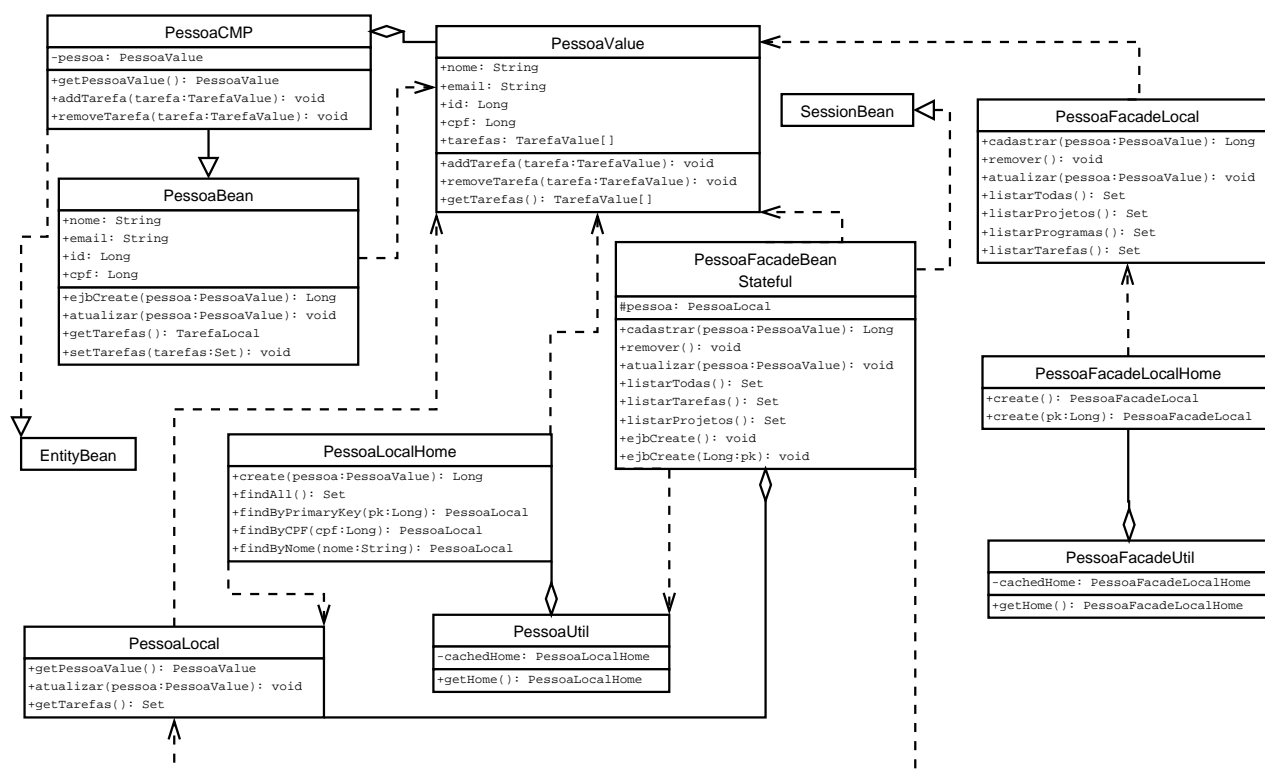 PessoaCMP
-pessoa: PessoaValue
+getPessoaValue(): PessoaValue
+addTarefa(tarefa:TarefaValue): void
+removeTarefa(tarefa:TarefaValue): void
PessoaValue
+nome: String
+email: String
+id: Long
+cpf: Long
+tarefas: TarefaValue[]
+addTarefa(tarefa:TarefaValue): void
+removeTarefa(tarefa:TarefaValue): void
+getTarefas(): TarefaValue[]
SessionBean
PessoaFacadeLocal
+cadastrar(pessoa:PessoaValue): Long
+remover(): void
+atualizar(pessoa:PessoaValue): void
+listarTodas(): Set
+listarProjetos(): Set
+listarProgramas(): Set
+listarTarefas(): Set
PessoaBean
+nome: String
+email: String
+id: Long
+cpf: Long
+ejbCreate(pessoa:PessoaValue): Long
+atualizar(pessoa:PessoaValue): void
+getTarefas(): TarefaLocal
+setTarefas(tarefas:Set): void
PessoaFacadeBean
Stateful
#pessoa: PessoaLocal
+cadastrar(pessoa:PessoaValue): Long
+remover(): void
+atualizar(pessoa:PessoaValue): void
+listarTodas(): Set
+listarTarefas(): Set
+listarProjetos(): Set
+ejbCreate(): void
+ejbCreate(Long:pk): void
PessoaFacadeLocalHome
+create(): PessoaFacadeLocal
+create(pk:Long): PessoaFacadeLocal
EntityBean
PessoaLocalHome
+create(pessoa:PessoaValue): Long
+findAll(): Set
+findByPrimaryKey(pk:Long): PessoaLocal
+findByCPF(cpf:Long): PessoaLocal
+findByNome(nome:String): PessoaLocal
PessoaFacadeUtil
-cachedHome: PessoaFacadeLocalHome
+getHome(): PessoaFacadeLocalHome
PessoaLocal
+getPessoaValue(): PessoaValue
+atualizar(pessoa:PessoaValue): void
+getTarefas(): Set
PessoaUtil
-cachedHome: PessoaLocalHome
+getHome(): PessoaLocalHome